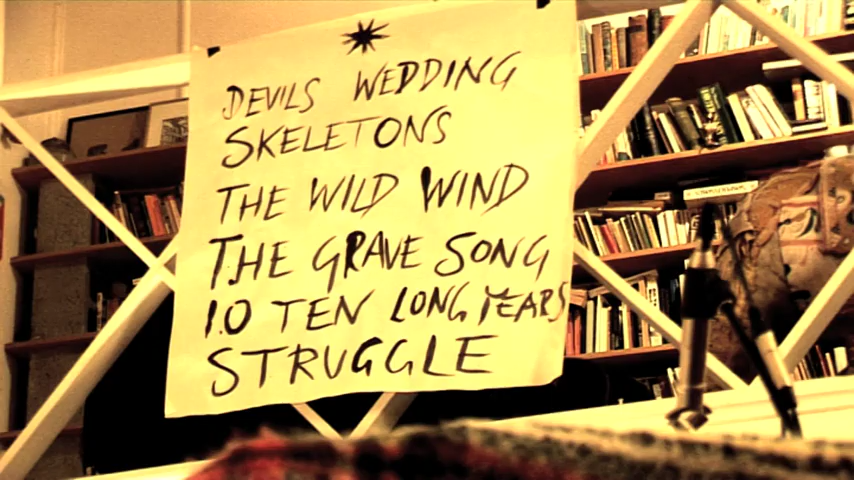 DEVILS WEDDING
SKELETONS
THE WILD WIND
THE GRAVE SONG
1.0 TEN LONG YEARS
STRUGGLE